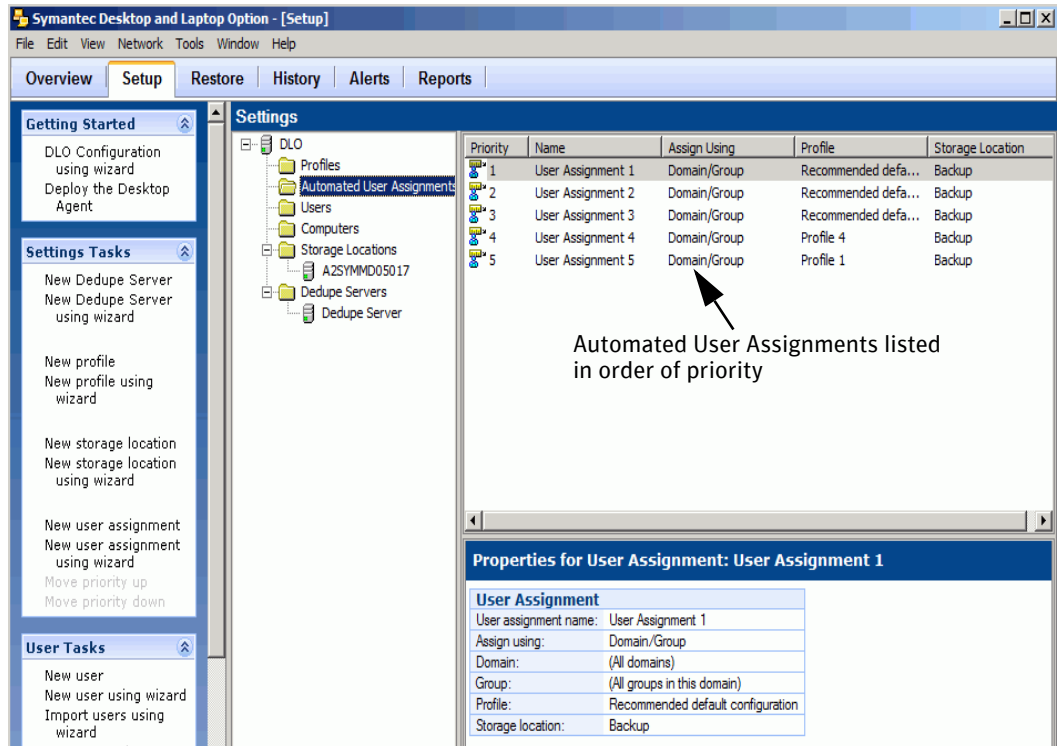 Symantec Desktop and Laptop Option - [Setup]
File Edit View Network Tools Window Help
Overview Setup Restore History Alerts Reports
Getting Started
DLO Configuration
using wizard
Deploy the Desktop
Agent
Settings Tasks
New Dedupe Server
New Dedupe Server
using wizard
New profile
New profile using
wizard
New storage location
New storage location
using wizard
New user assignment
New user assignment
using wizard
Move priority up
Move priority down
User Tasks
New user
New user using wizard
Import users using
wizard
Settings
DLO
Profiles
Automated User Assignments
Users
Computers
Storage Locations
A2SYMMD05017
Dedupe Servers
Dedupe Server
Priority Name Assign Using Profile Storage Location
1 User Assignment 1 Domain/Group Recommended defa... Backup
2 User Assignment 2 Domain/Group Recommended defa... Backup
3 User Assignment 3 Domain/Group Recommended defa... Backup
4 User Assignment 4 Domain/Group Profile 4 Backup
5 User Assignment 5 Domain/Group Profile 1 Backup
Automated User Assignments listed
in order of priority
Properties for User Assignment: User Assignment 1
User Assignment
User assignment name: User Assignment 1
Assign using: Domain/Group
Domain: (All domains)
Group: (All groups in this domain)
Profile: Recommended default configuration
Storage location: Backup